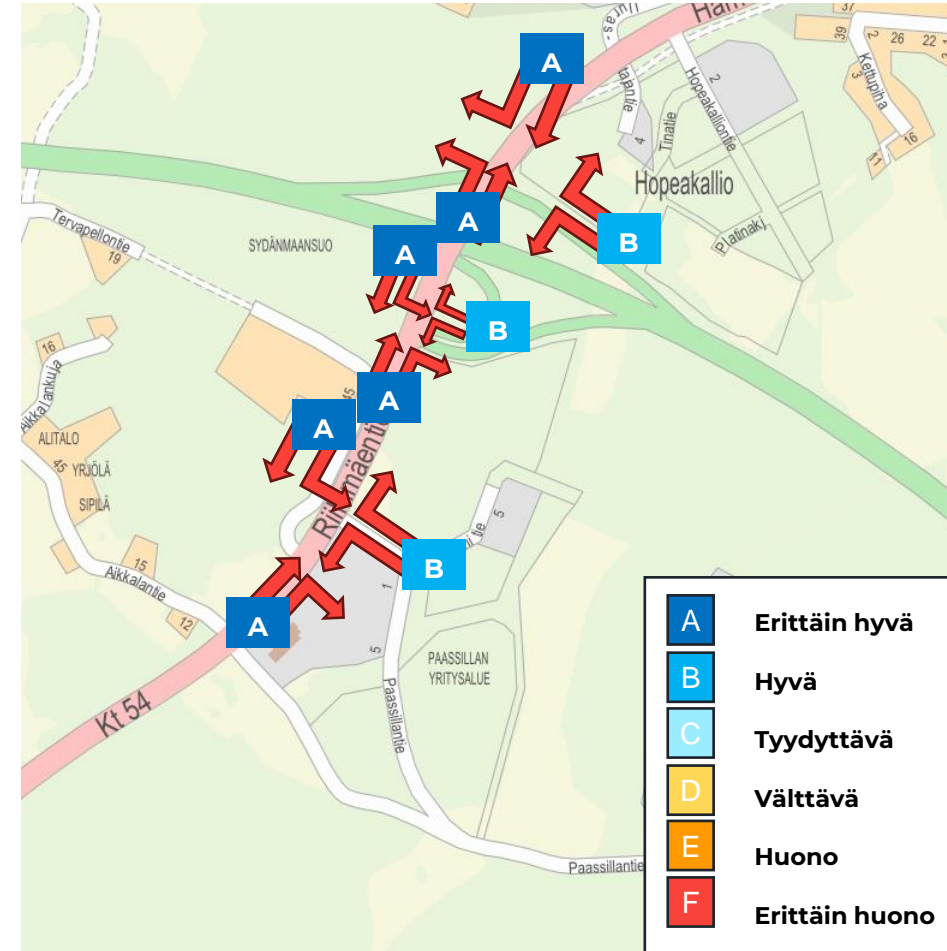 37
39
2
26
22
3
Kettupiha
16
11
Hopeakalliontie
2
Tinatie
4
Hopeakallio
Platinakj
A
A
A
B
B
SYDÄNMAANSUO
Tervapellontie
19
16
Aikkalankuja
ALITALO
45
YRJÖLÄ
SIPILÄ
45
A
A
B
A
Aikkalantie
15
12
Kt 54
5
1
5
PAASSILLAN
YRITYSALUE
Paassillantie
Paassillantie
A Erittäin hyvä
B Hyvä
C Tyydyttävä
D Välttävä
E Huono
F Erittäin huono